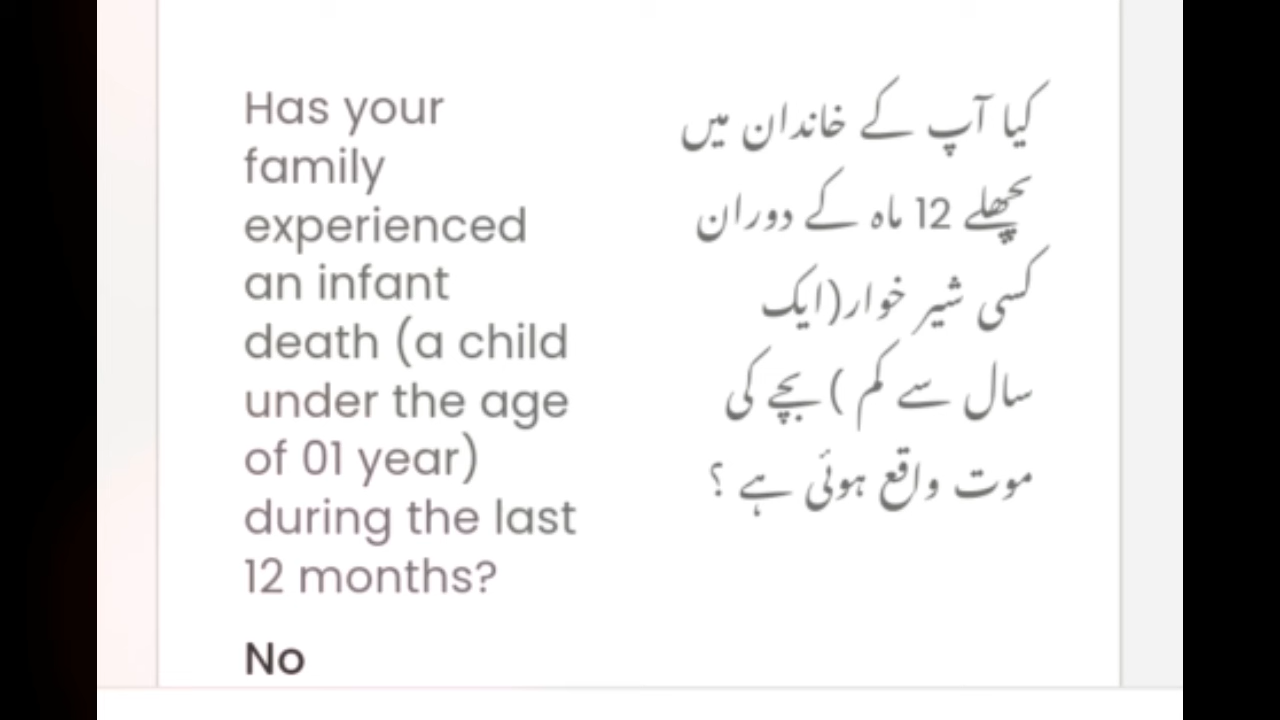 Has your
family
experienced
an infant
death (a child
under the age
of 01 year)
during the last
12 months?
No
کیا آپ کے خاندان میں
پچھلے 12 ماہ کے دوران
کسی شیر خوار(ایک
سال سے کم )بچے کی
موت واقع ہوئی ہے ؟